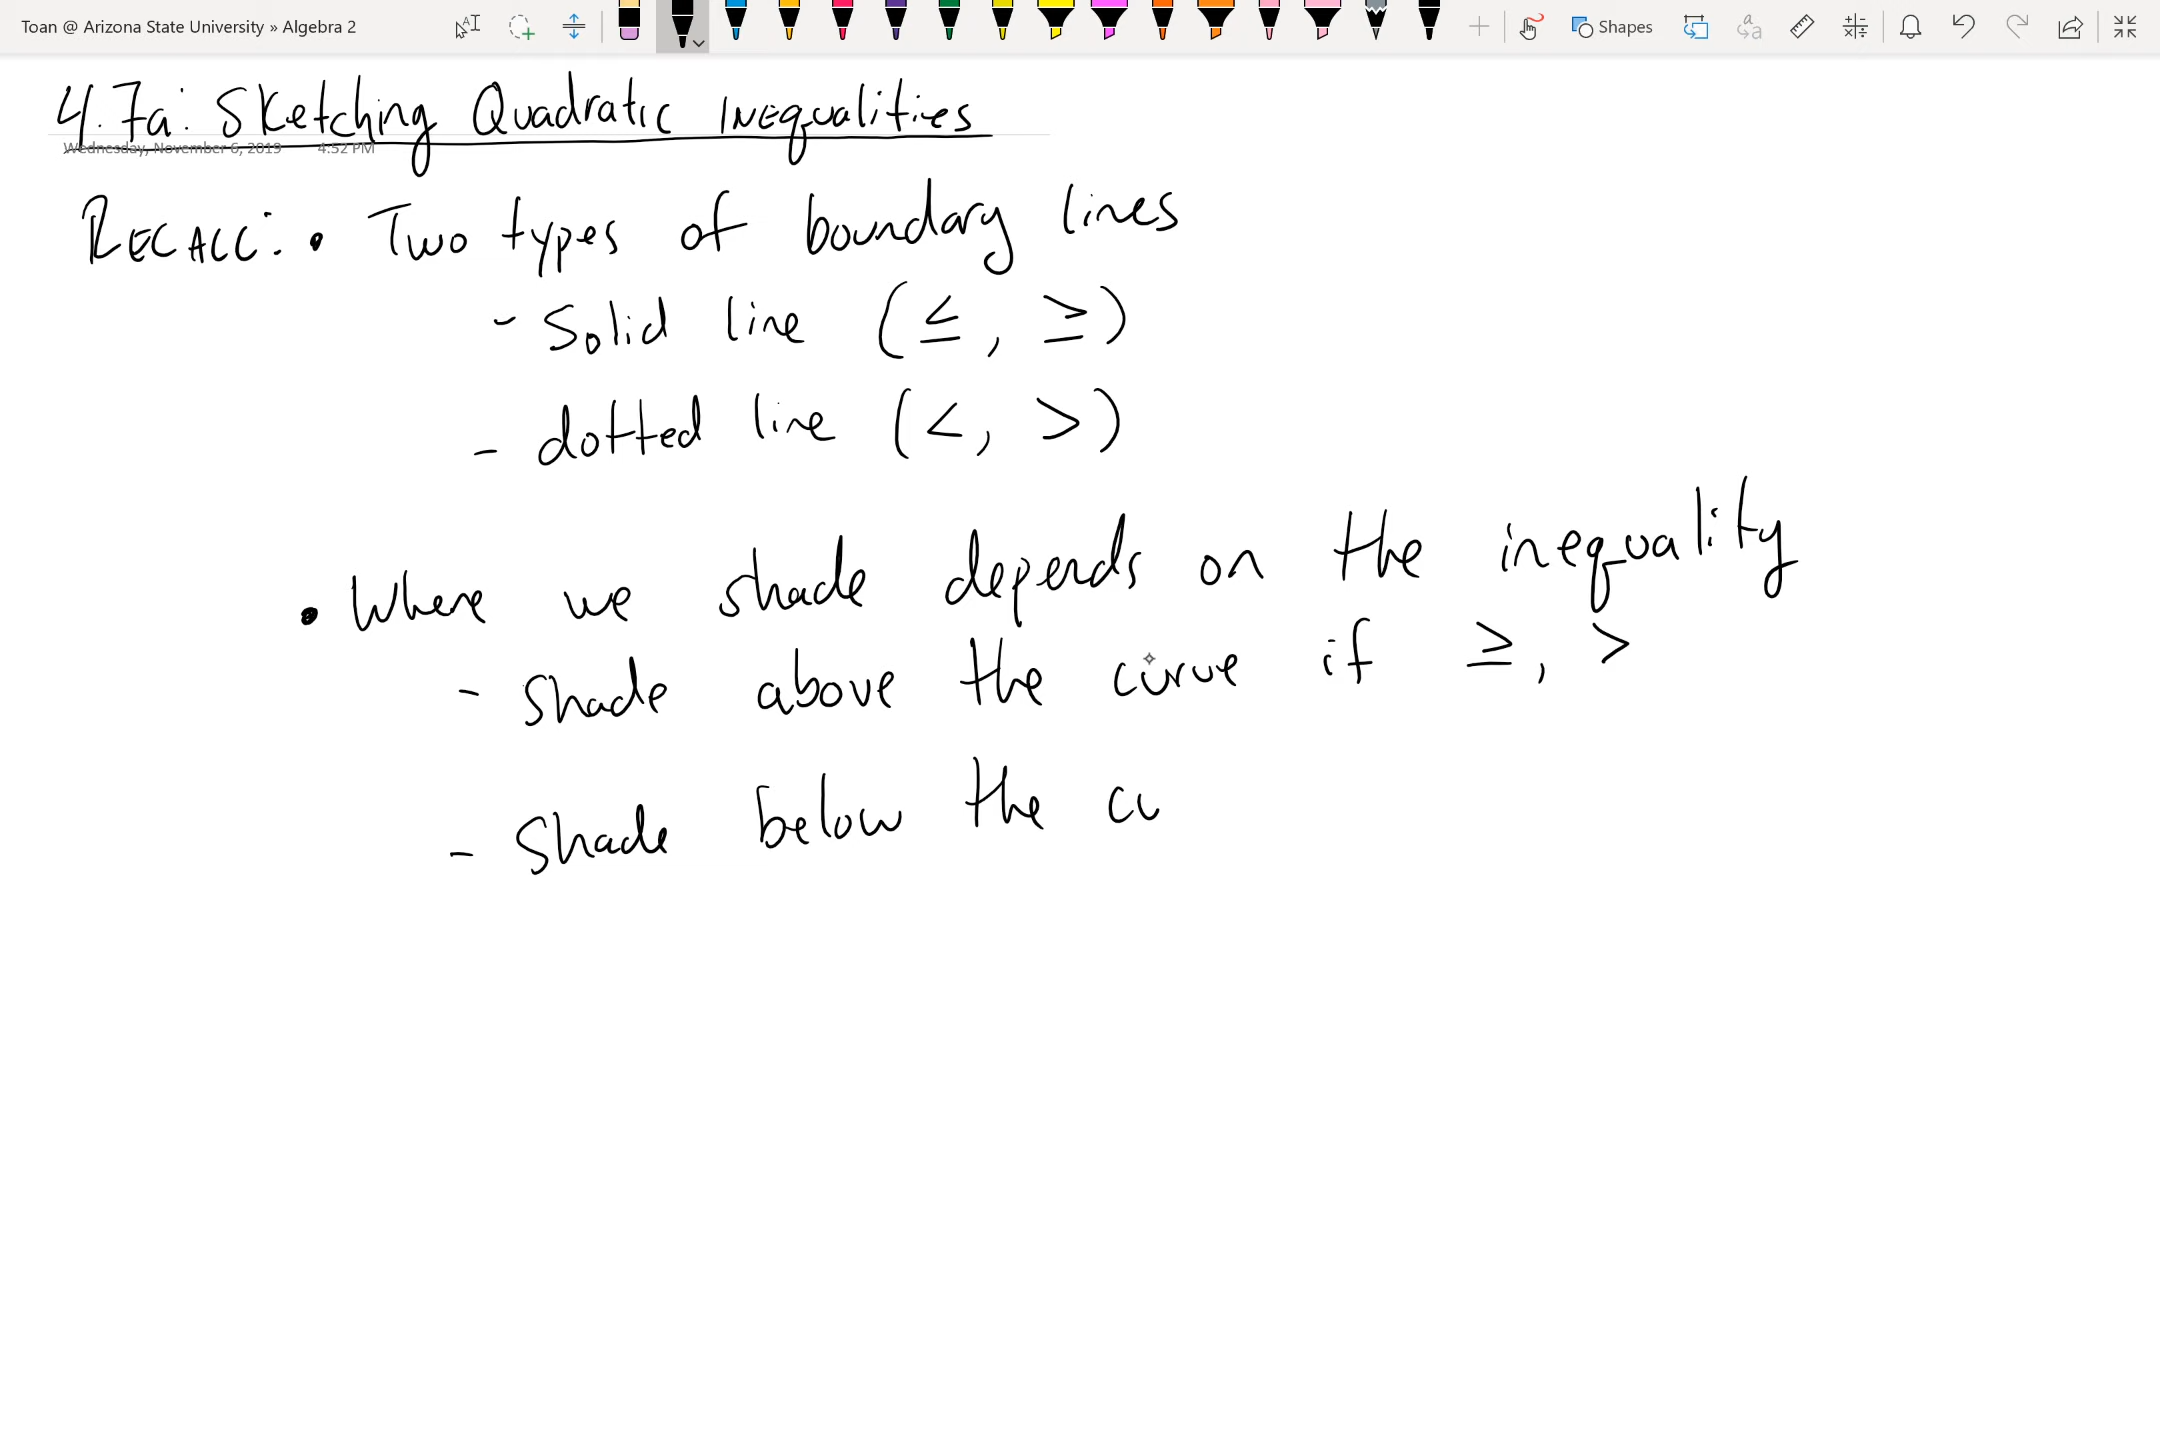 Toan @ Arizona State University » Algebra 2
Shapes
4.7a: Sketching Quadratic Inequalities
Wednesday, November 6, 2019 4:52 PM
RECALL: • Two types of boundary lines
- Solid line (≤, ≥)
- dotted line (<, >)
• Where we shade depends on the inequality
- Shade above the curve if ≥, >
- Shade below the cu